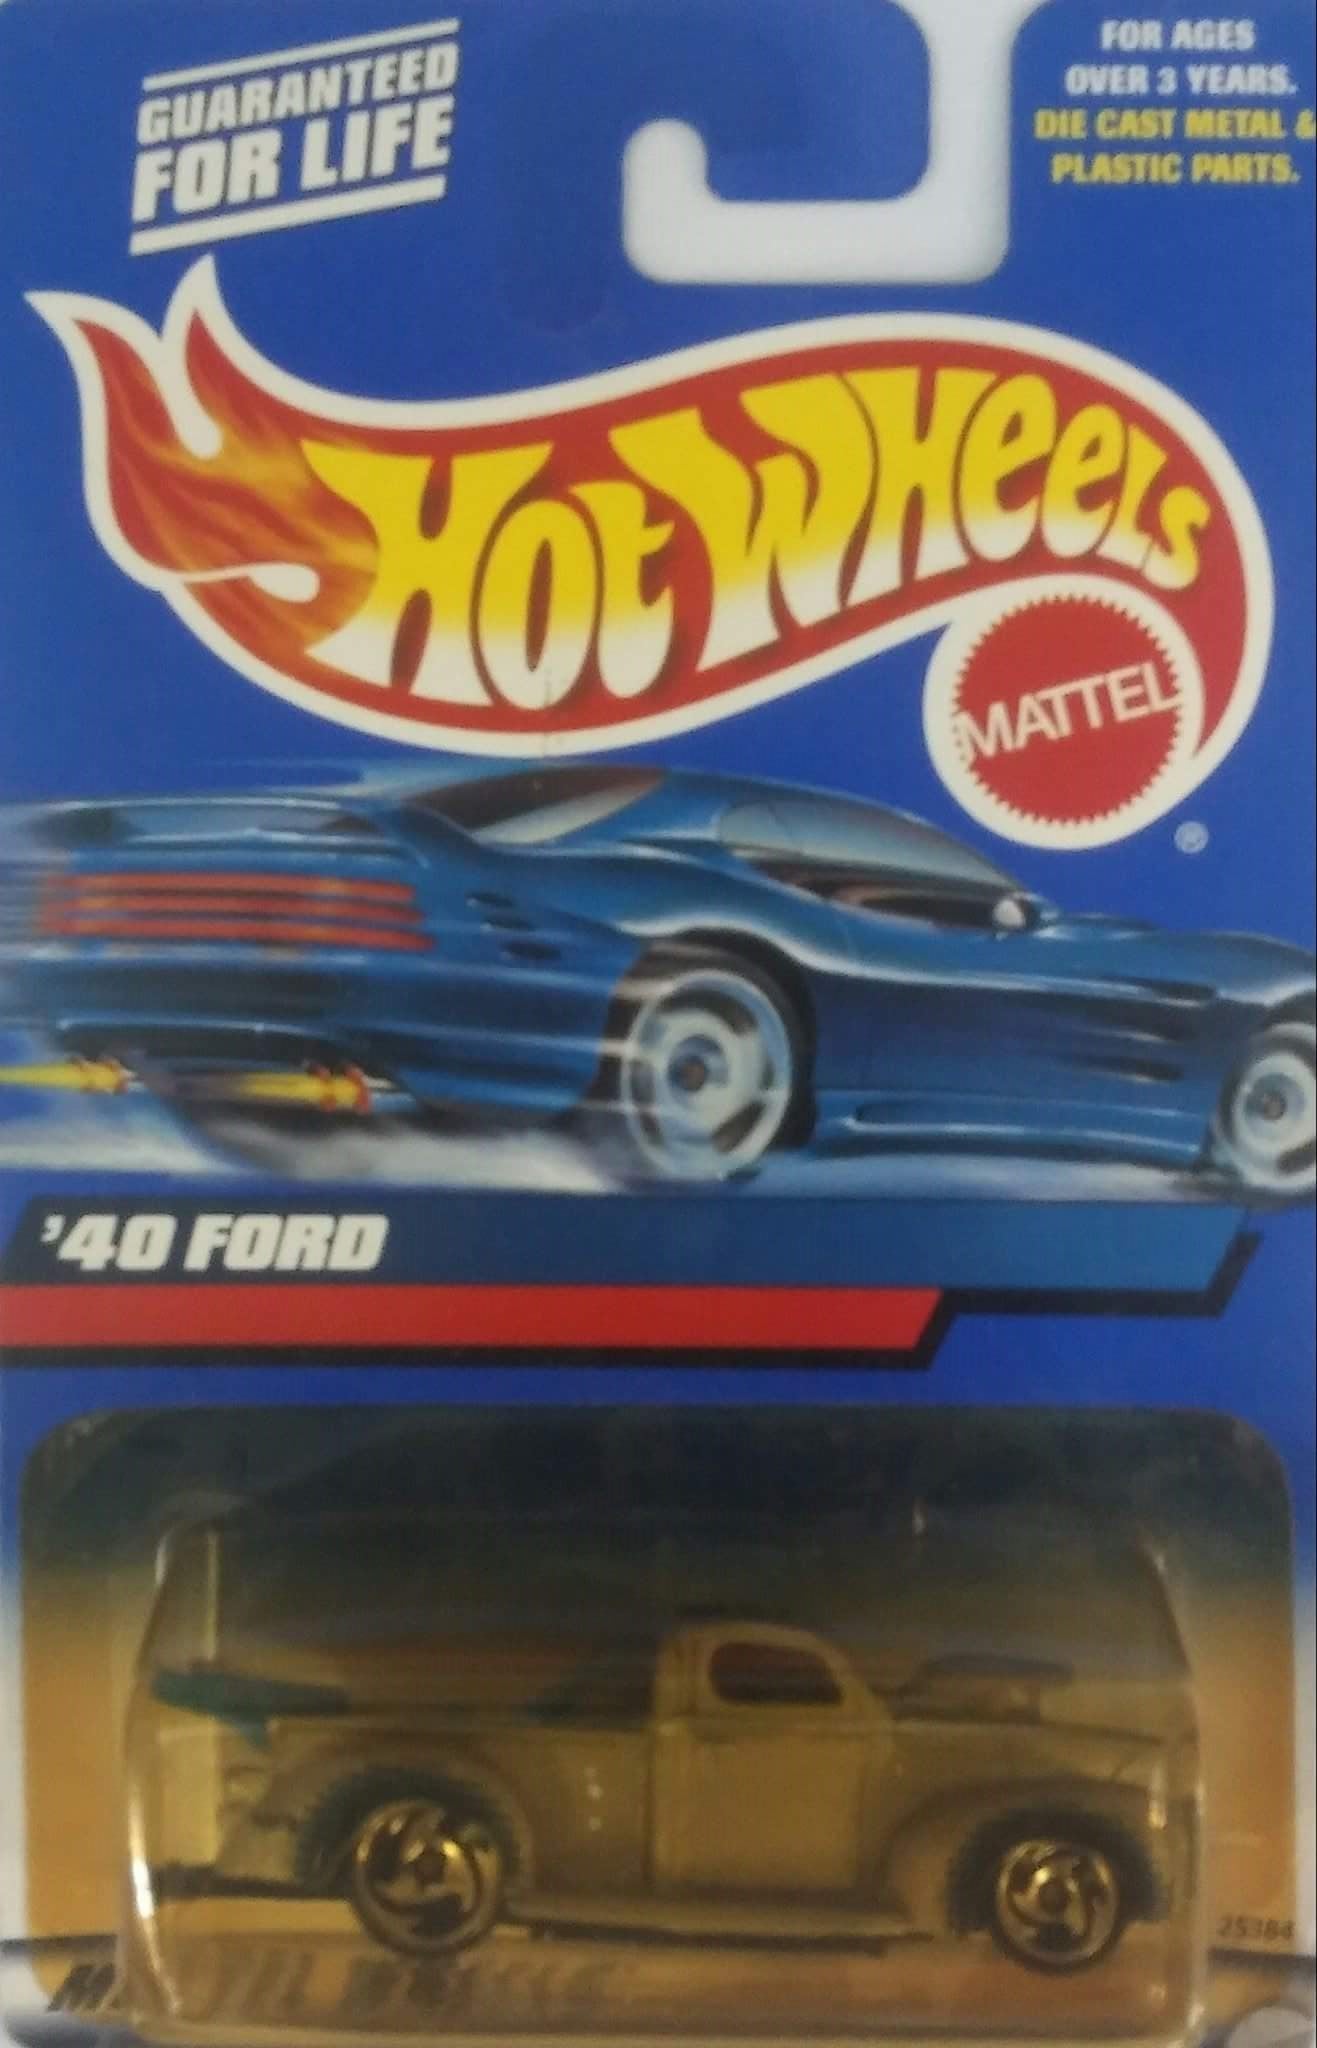 GUARANTEED
FOR LIFE
FOR AGES
OVER 3 YEARS.
DIE CAST METAL &
PLASTIC PARTS.
HOT WHEELS
MATTEL
®
'40 FORD
25384
WHEELS